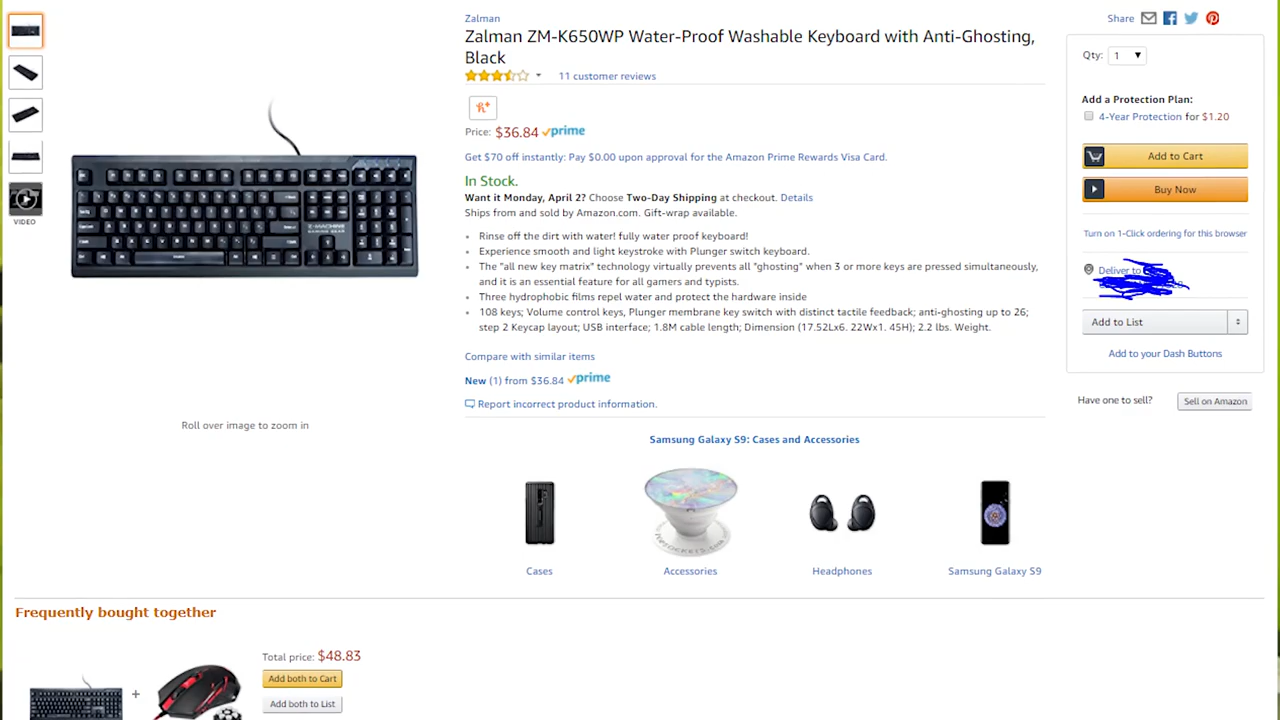 Zalman
Zalman ZM-K650WP Water-Proof Washable Keyboard with Anti-Ghosting,
Black
11 customer reviews
Price: $36.84 prime
Get $70 off instantly: Pay $0.00 upon approval for the Amazon Prime Rewards Visa Card.
In Stock.
Want it Monday, April 2? Choose Two-Day Shipping at checkout. Details
Ships from and sold by Amazon.com. Gift-wrap available.
Rinse off the dirt with water! fully water proof keyboard!
Experience smooth and light keystroke with Plunger switch keyboard.
The "all new key matrix" technology virtually prevents all "ghosting" when 3 or more keys are pressed simultaneously,
and it is an essential feature for all gamers and typists.
Three hydrophobic films repel water and protect the hardware inside
108 keys; Volume control keys, Plunger membrane key switch with distinct tactile feedback; anti-ghosting up to 26;
step 2 Keycap layout; USB interface; 1.8M cable length; Dimension (17.52Lx6. 22Wx1. 45H); 2.2 lbs. Weight.
Compare with similar items
New (1) from $36.84 prime
Report incorrect product information.
VIDEO
Z-MACHINE
Roll over image to zoom in
Share
Qty: 1
Add a Protection Plan:
4-Year Protection for $1.20
Add to Cart
Buy Now
Turn on 1-Click ordering for this browser
Deliver to
Add to List
Add to your Dash Buttons
Have one to sell? Sell on Amazon
Samsung Galaxy S9: Cases and Accessories
Cases
Accessories
Headphones
Samsung Galaxy S9
Frequently bought together
Total price: $48.83
Add both to Cart
+
Add both to List